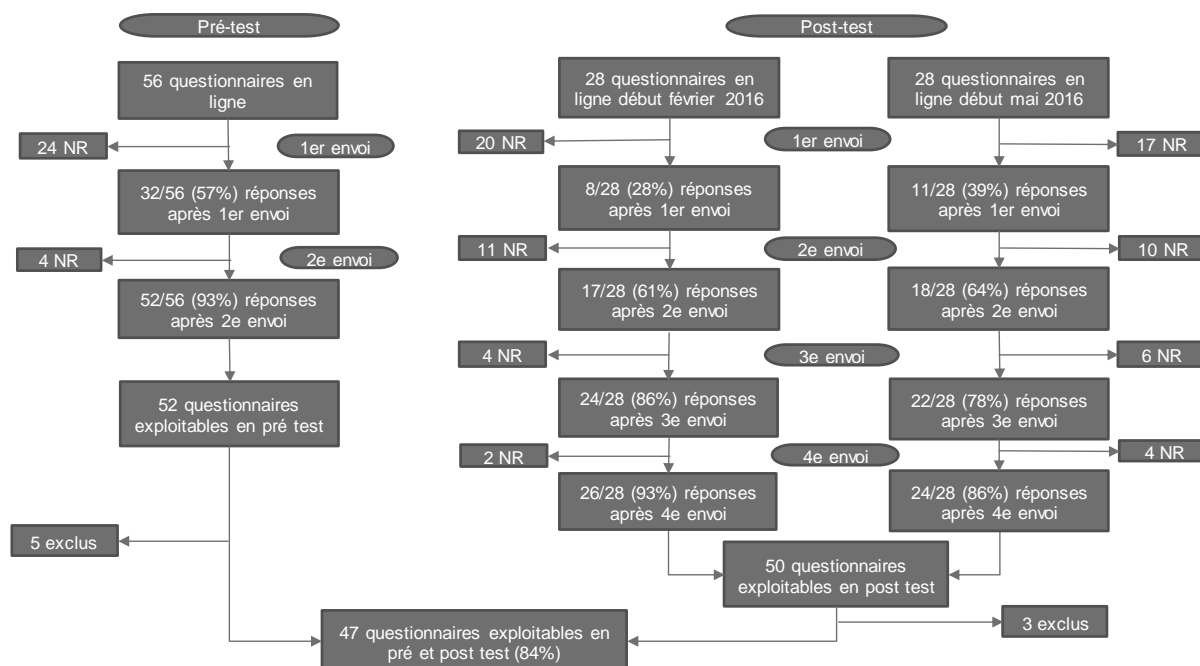 Pré-test
56 questionnaires en
ligne
24 NR
1er envoi
32/56 (57%) réponses
après 1er envoi
4 NR
2e envoi
52/56 (93%) réponses
après 2e envoi
52 questionnaires
exploitables en pré test
5 exclus
Post-test
28 questionnaires en
ligne début février 2016
28 questionnaires en
ligne début mai 2016
20 NR
1er envoi
17 NR
8/28 (28%) réponses
après 1er envoi
11/28 (39%) réponses
après 1er envoi
11 NR
2e envoi
10 NR
17/28 (61%) réponses
après 2e envoi
18/28 (64%) réponses
après 2e envoi
4 NR
3e envoi
6 NR
24/28 (86%) réponses
après 3e envoi
22/28 (78%) réponses
après 3e envoi
2 NR
4e envoi
4 NR
26/28 (93%) réponses
après 4e envoi
24/28 (86%) réponses
après 4e envoi
50 questionnaires
exploitables en post test
3 exclus
47 questionnaires exploitables en
pré et post test (84%)